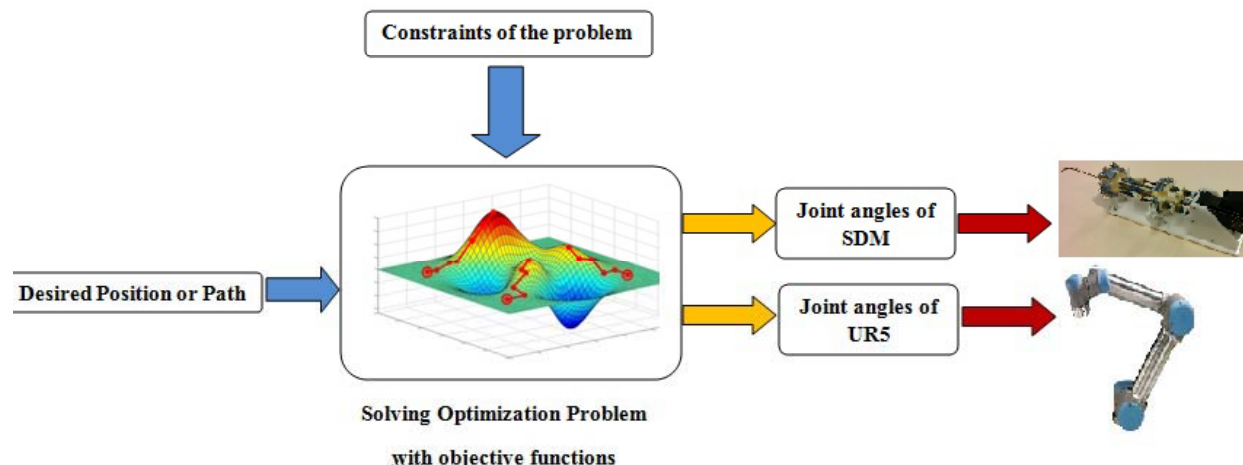 Constraints of the problem
Desired Position or Path
Solving Optimization Problem
with objective functions
Joint angles of
SDM
Joint angles of
UR5